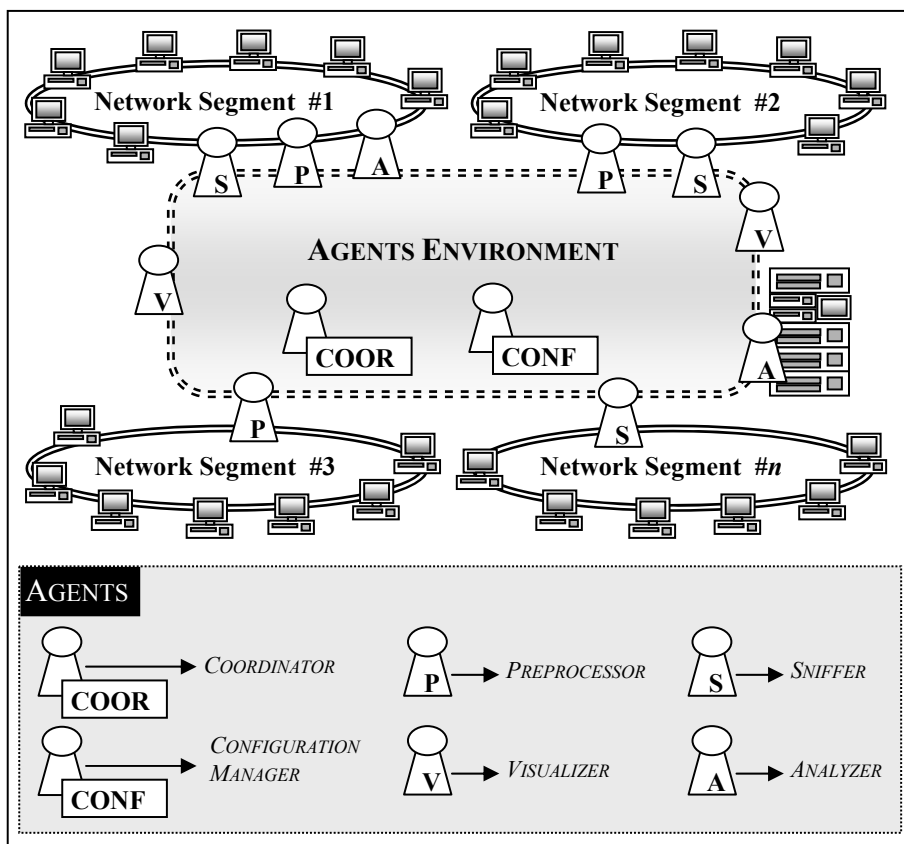 Network Segment #1
Network Segment #2
S
P
A
P
S
V
AGENTS ENVIRONMENT
V
COOR
CONF
A
P
S
Network Segment #3
Network Segment #n
AGENTS
COOR
COORDINATOR
P
PREPROCESSOR
S
SNIFFER
CONF
CONFIGURATION
MANAGER
V
VISUALIZER
A
ANALYZER